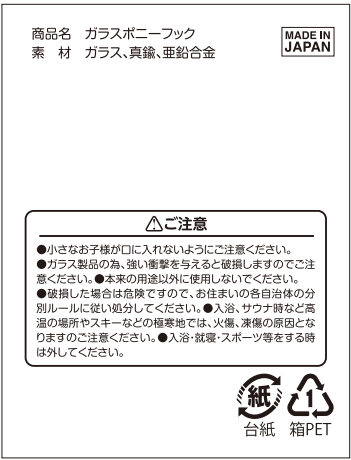 商品名　ガラスポニーフック
MADE IN
JAPAN
素　材　ガラス、真鍮、亜鉛合金
⚠ご注意
●小さなお子様が口に入れないようにご注意ください。
●ガラス製品の為、強い衝撃を与えると破損しますのでご注
意ください。●本来の用途以外に使用しないでください。
●破損した場合は危険ですので、お住まいの各自治体の分
別ルールに従い処分してください。●入浴、サウナ時など高
温の場所やスキーなどの極寒地では、火傷、凍傷の原因とな
りますのご注意ください。●入浴・就寝・スポーツ等をする時
は外してください。
紙
1
台紙　箱PET